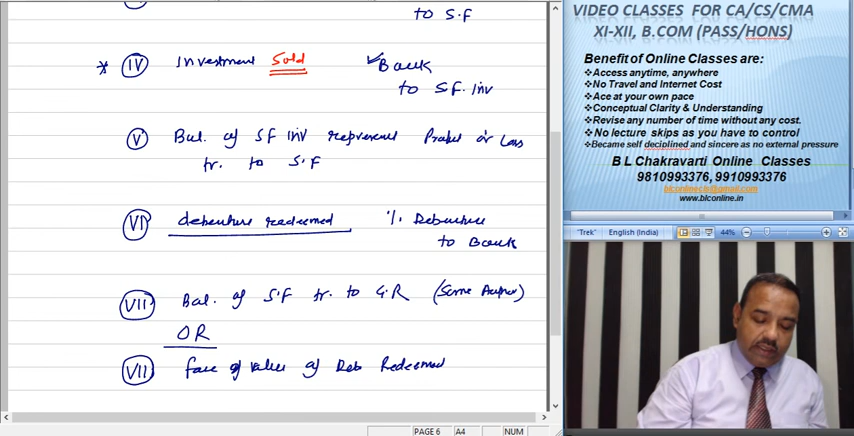 to S.F
* IV Investment Sold ✓Bank
to S.F. Inv
V Bal. of SF Inv represent Profit or Loss
tr. to S.F
VI debenture redeemed % Debenture
to Bank
VII Bal. of S.F tr. to G.R (Some Author)
OR
VII face of value of Deb Redeemed
PAGE 6 A4 NUM
VIDEO CLASSES FOR CA/CS/CMA
XI-XII, B.COM (PASS/HONS)
Benefit of Online Classes are:
❖Access anytime, anywhere
❖No Travel and Internet Cost
❖Ace at your own pace
❖Conceptual Clarity & Understanding
❖Revise any number of time without any cost.
❖No lecture skips as you have to control
❖Became self deciplined and sincere as no external pressure
B L Chakravarti Online Classes
9810993376, 9910993376
www.blconline.in
"Trek" English (India) 44%